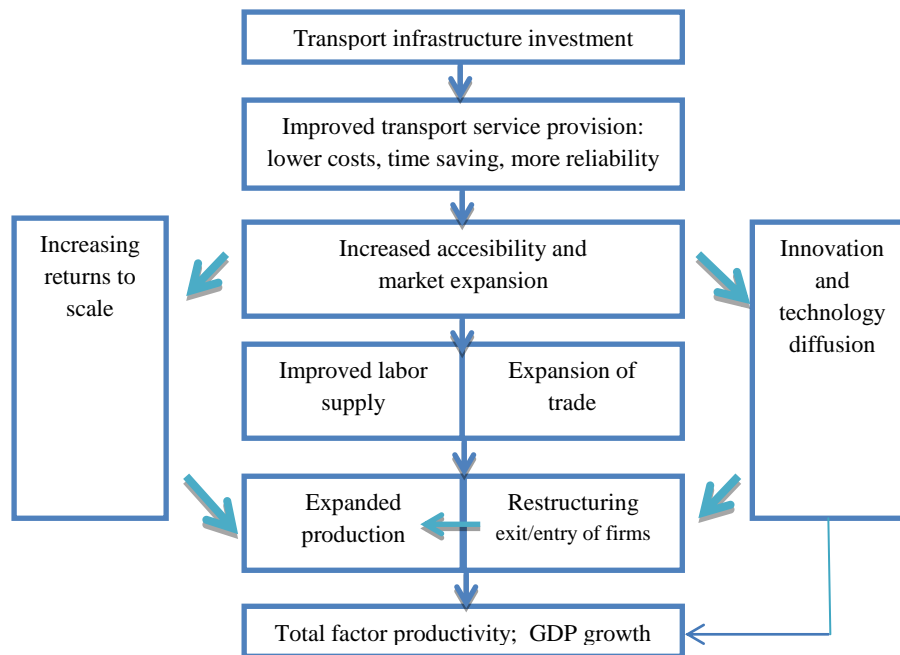 Transport infrastructure investment
Improved transport service provision:
lower costs, time saving, more reliability
Increasing
returns to
scale
Increased accesibility and
market expansion
Innovation
and
technology
diffusion
Improved labor
supply
Expansion of
trade
Expanded
production
Restructuring
exit/entry of firms
Total factor productivity;  GDP growth